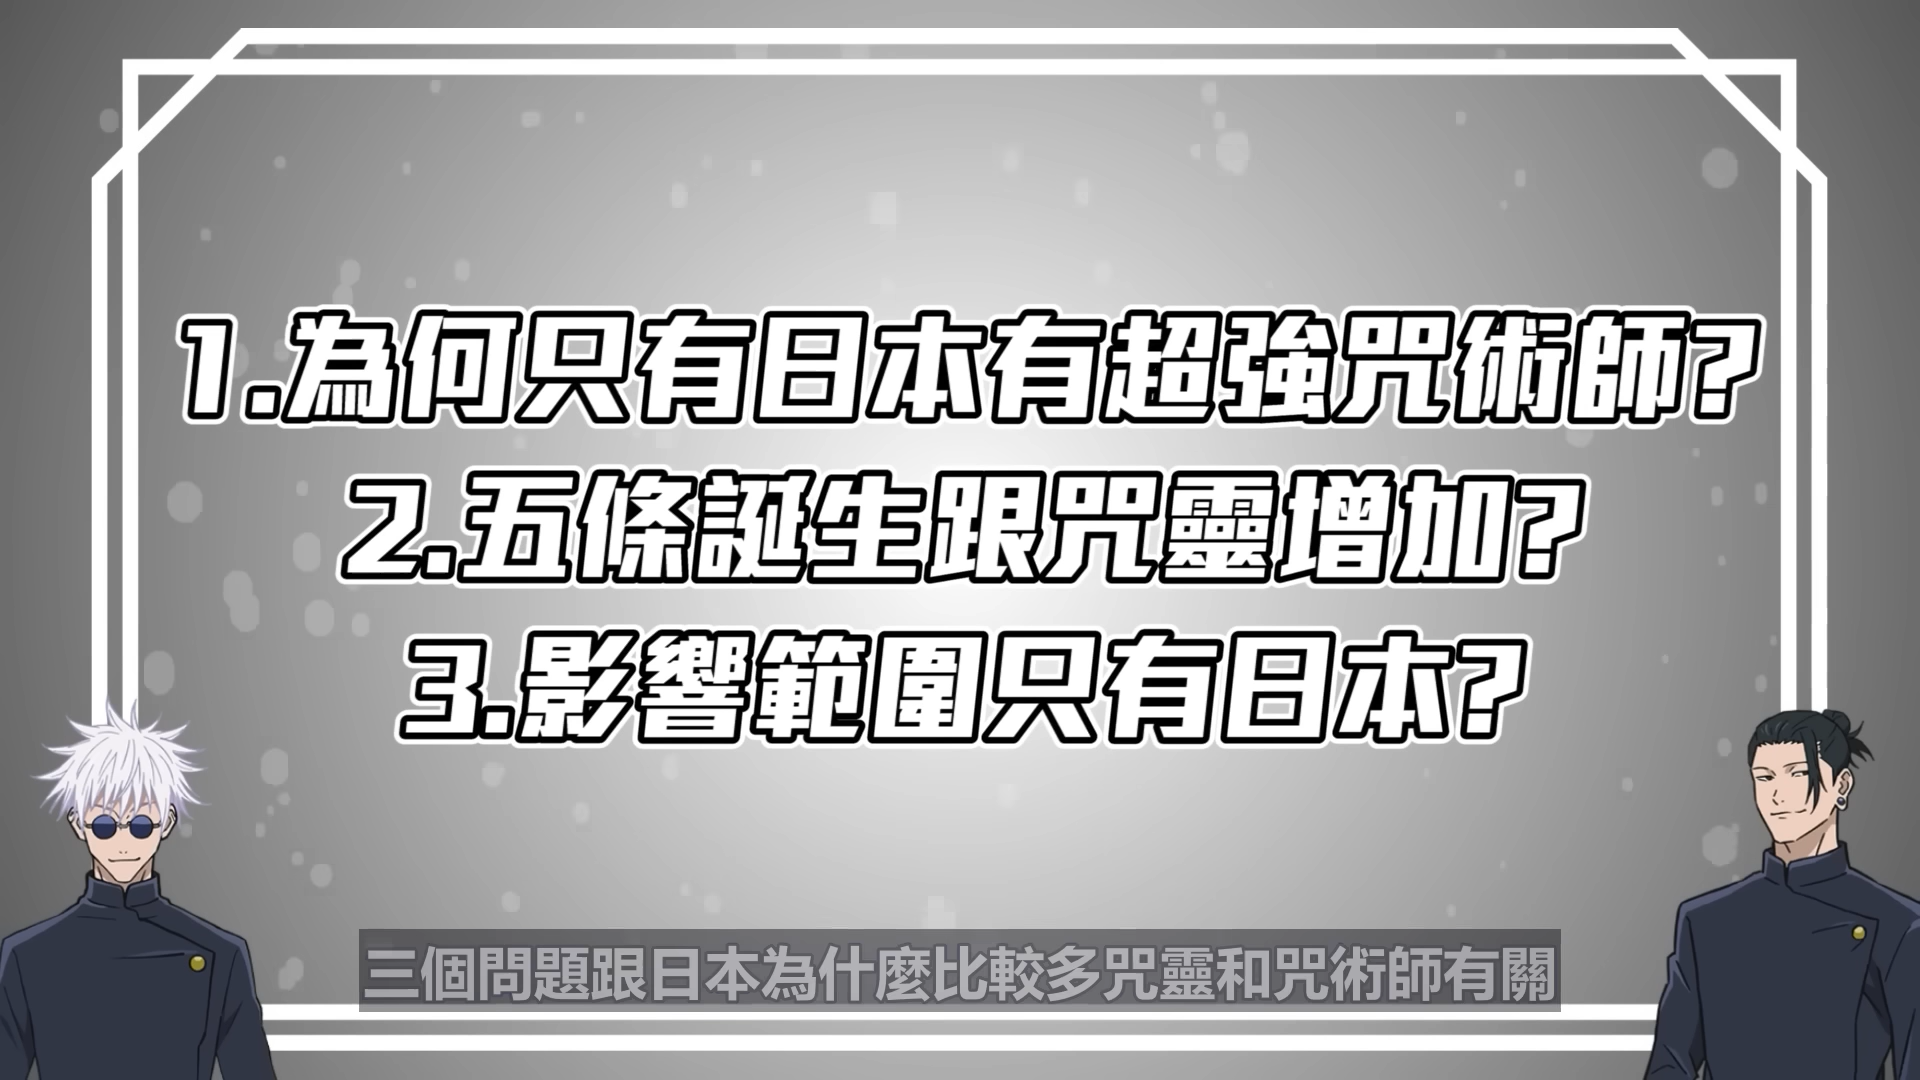 1.為何只有日本有超強咒術師?
2.五條誕生跟咒靈增加?
3.影響範圍只有日本?
三個問題跟日本為什麼比較多咒靈和咒術師有關